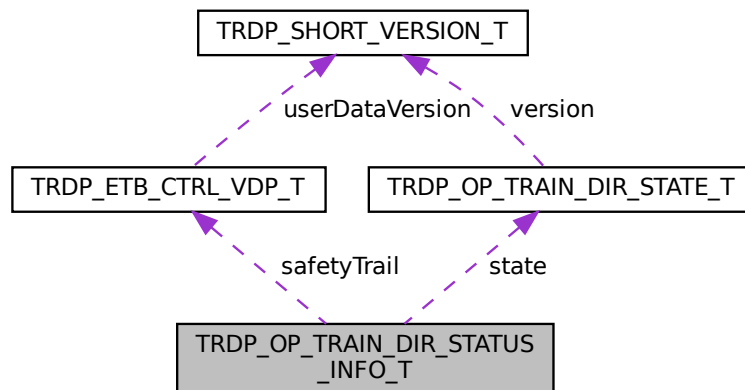 TRDP_SHORT_VERSION_T
userDataVersion
version
TRDP_ETB_CTRL_VDP_T
TRDP_OP_TRAIN_DIR_STATE_T
safetyTrail
state
TRDP_OP_TRAIN_DIR_STATUS
_INFO_T